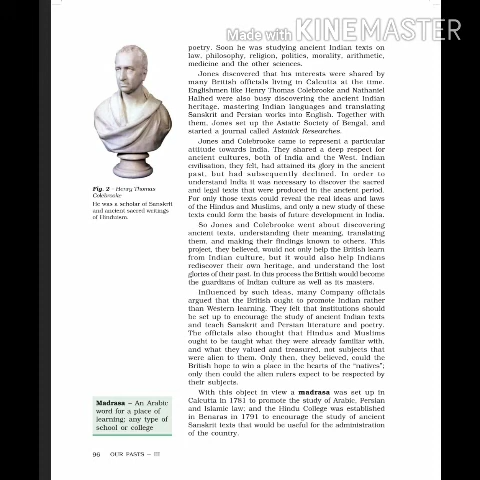 Made with KINEMASTER
poetry. Soon he was studying ancient Indian texts on
law, philosophy, religion, politics, morality, arithmetic,
medicine and the other sciences.
Jones discovered that his interests were shared by
many British officials living in Calcutta at the time.
Englishmen like Henry Thomas Colebrooke and Nathaniel
Halhed were also busy discovering the ancient Indian
heritage, mastering Indian languages and translating
Sanskrit and Persian works into English. Together with
them, Jones set up the Asiatic Society of Bengal, and
started a journal called Asiatick Researches.
Jones and Colebrooke came to represent a particular
attitude towards India. They shared a deep respect for
ancient cultures, both of India and the West. Indian
civilisation, they felt, had attained its glory in the ancient
past, but had subsequently declined. In order to
understand India it was necessary to discover the sacred
and legal texts that were produced in the ancient period.
For only those texts could reveal the real ideas and laws
of the Hindus and Muslims, and only a new study of these
texts could form the basis of future development in India.
So Jones and Colebrooke went about discovering
ancient texts, understanding their meaning, translating
them, and making their findings known to others. This
project, they believed, would not only help the British learn
from Indian culture, but it would also help Indians
rediscover their own heritage, and understand the lost
glories of their past. In this process the British would become
the guardians of Indian culture as well as its masters.
Influenced by such ideas, many Company officials
argued that the British ought to promote Indian rather
than Western learning. They felt that institutions should
be set up to encourage the study of ancient Indian texts
and teach Sanskrit and Persian literature and poetry.
The officials also thought that Hindus and Muslims
ought to be taught what they were already familiar with,
and what they valued and treasured, not subjects that
were alien to them. Only then, they believed, could the
British hope to win a place in the hearts of the “natives”;
only then could the alien rulers expect to be respected by
their subjects.
With this object in view a madrasa was set up in
Calcutta in 1781 to promote the study of Arabic, Persian
and Islamic law; and the Hindu College was established
in Benaras in 1791 to encourage the study of ancient
Sanskrit texts that would be useful for the administration
of the country.
Fig. 2 – Henry Thomas
Colebrooke
He was a scholar of Sanskrit
and ancient sacred writings
of Hinduism.
Madrasa – An Arabic
word for a place of
learning; any type of
school or college
96 OUR PASTS – III